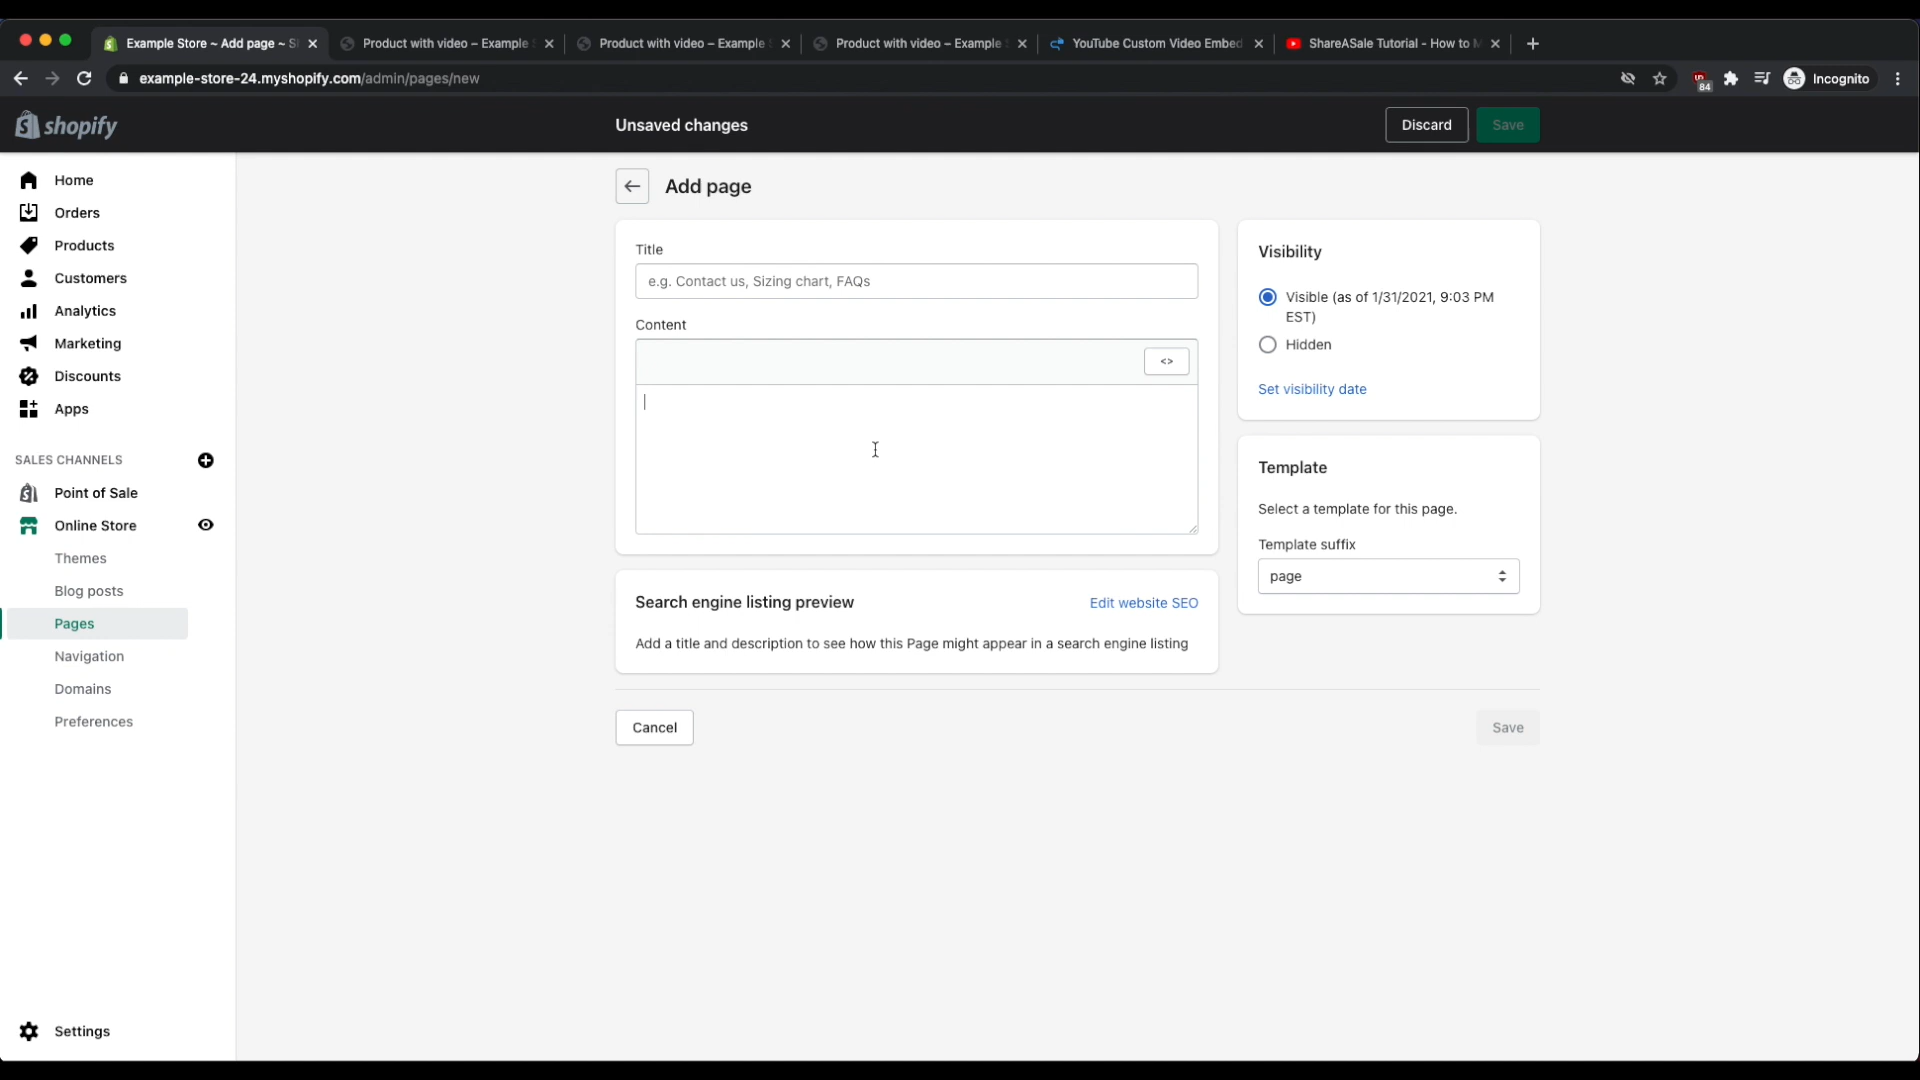 Example Store ~ Add page ~ S
Product with video – Example
Product with video – Example
Product with video – Example
YouTube Custom Video Embed
ShareASale Tutorial - How to M
example-store-24.myshopify.com/admin/pages/new
84
Incognito
shopify
Unsaved changes
Discard
Save
Home
Orders
Products
Customers
Analytics
Marketing
Discounts
Apps
SALES CHANNELS
Point of Sale
Online Store
Themes
Blog posts
Pages
Navigation
Domains
Preferences
Settings
Add page
Title
e.g. Contact us, Sizing chart, FAQs
Content
<>
Search engine listing preview
Edit website SEO
Add a title and description to see how this Page might appear in a search engine listing
Visibility
Visible (as of 1/31/2021, 9:03 PM
EST)
Hidden
Set visibility date
Template
Select a template for this page.
Template suffix
page
Cancel
Save